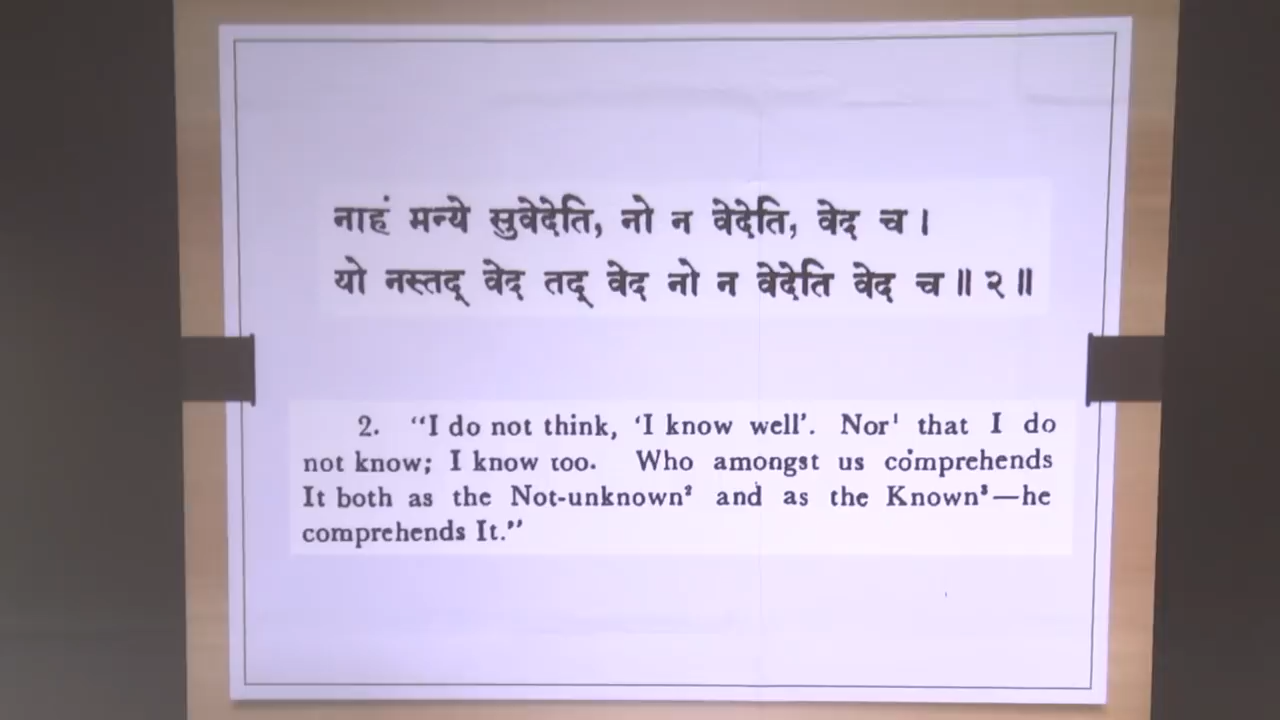 नाहं मन्ये सुवेदेति, नो न वेदेति, वेद च ।
यो नस्तद् वेद तद् वेद नो न वेदेति वेद च ॥ २ ॥
2. “I do not think, ‘I know well’. Nor¹ that I do
not know; I know too. Who amongst us comprehends
It both as the Not-unknown² and as the Known³—he
comprehends It.”